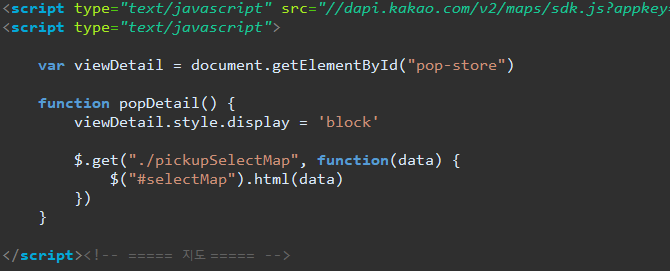 <script type="text/javascript" src="//dapi.kakao.com/v2/maps/sdk.js?appkey=
<script type="text/javascript">
var viewDetail = document.getElementById("pop-store")
function popDetail() {
viewDetail.style.display = 'block'
$.get("./pickupSelectMap", function(data) {
$("#selectMap").html(data)
})
}
</script><!-- ===== 지도 ===== -->